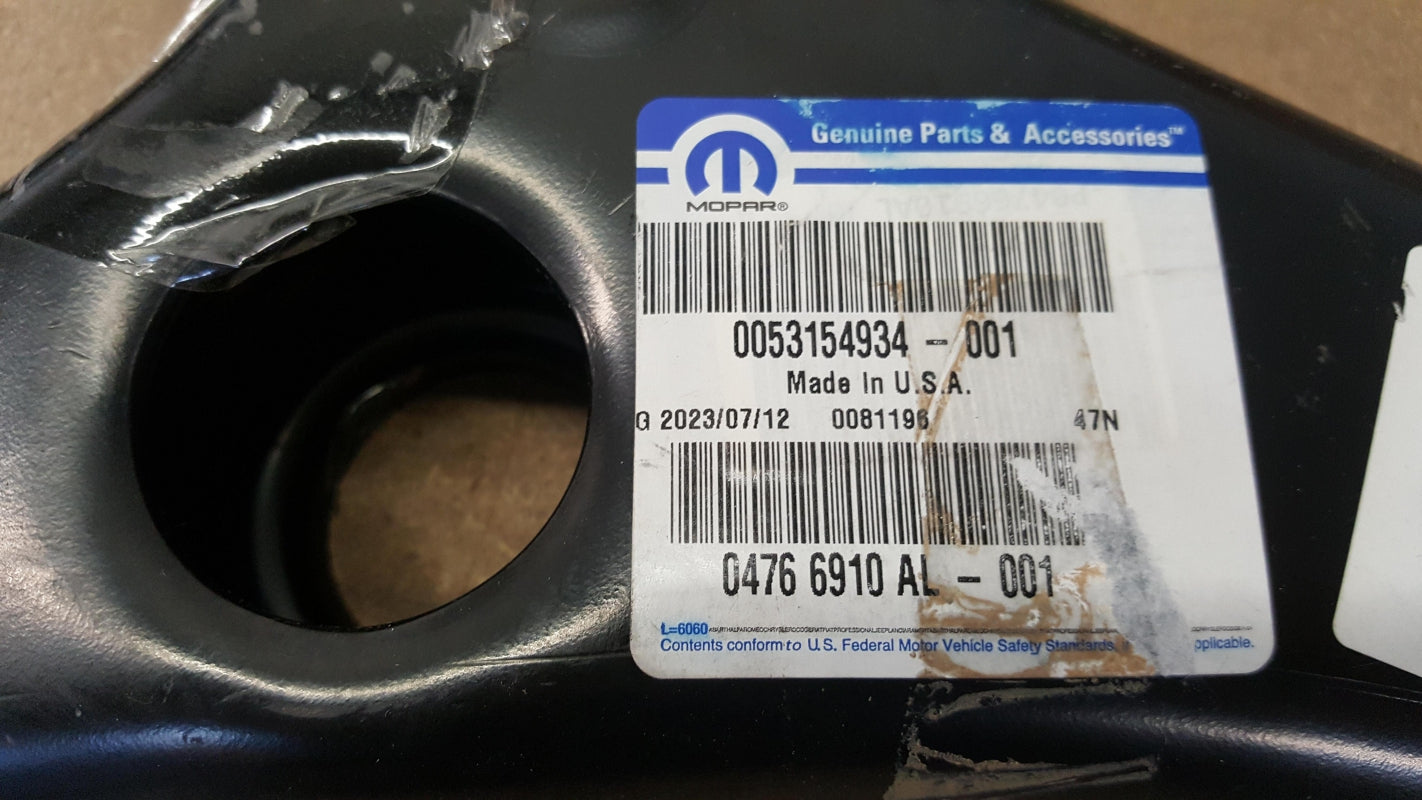 Genuine Parts & Accessories™
MOPAR®
0053154934 - 001
Made In U.S.A.
G 2023/07/12 0081196 47N
0476 6910 AL - 001
L=6060
Contents conform to U.S. Federal Motor Vehicle Safety Standards, pplicable.